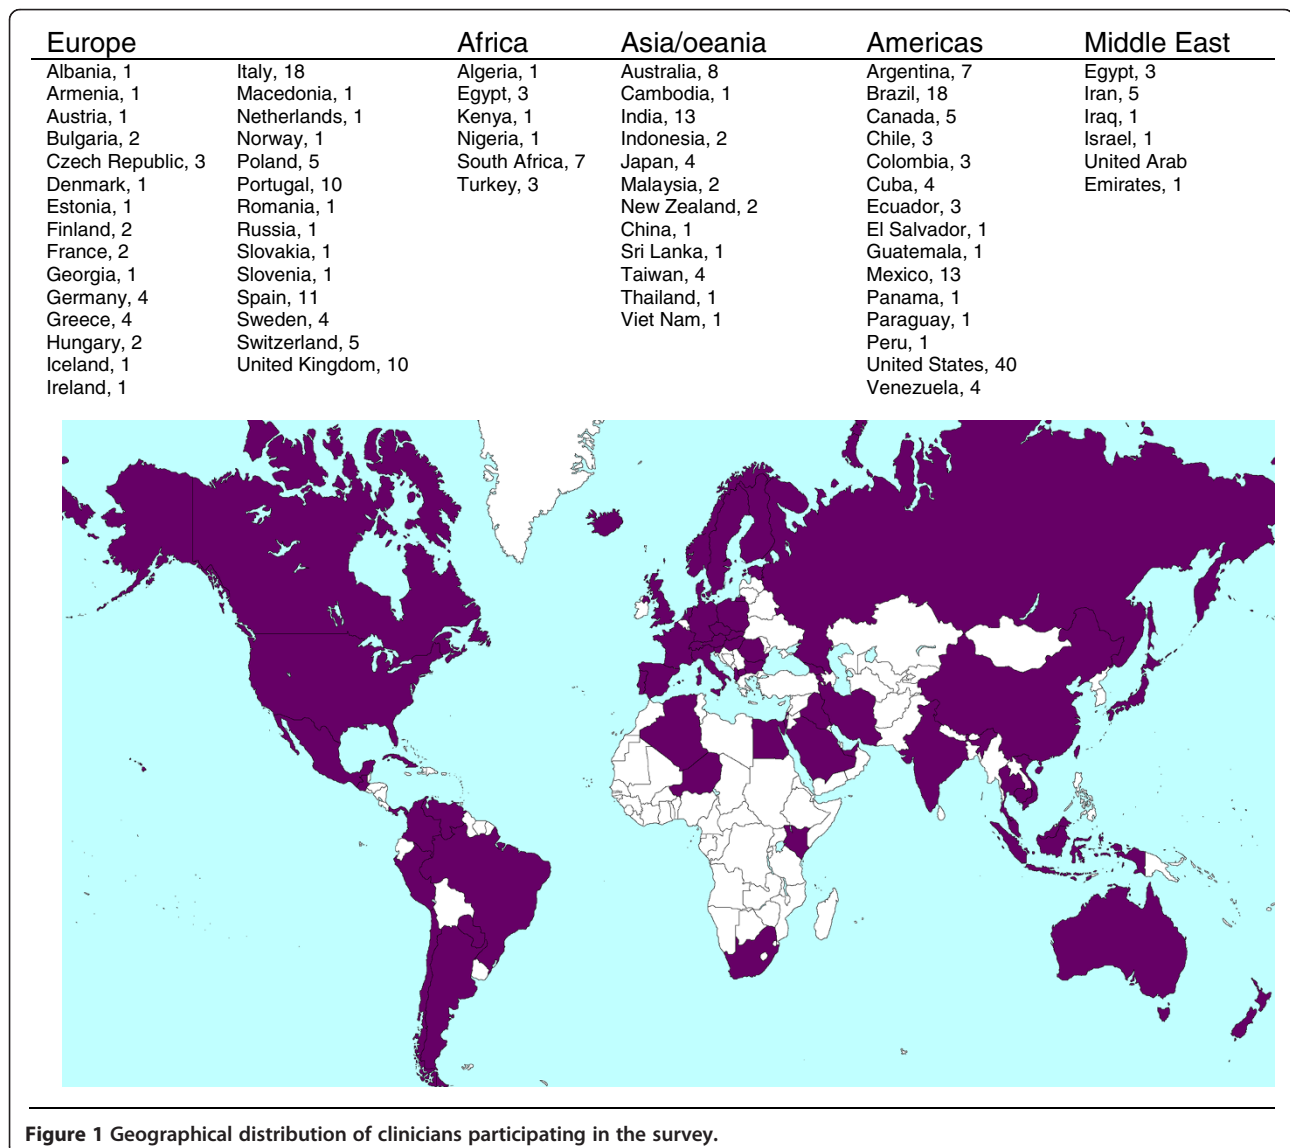 Europe
Albania, 1
Armenia, 1
Austria, 1
Bulgaria, 2
Czech Republic, 3
Denmark, 1
Estonia, 1
Finland, 2
France, 2
Georgia, 1
Germany, 4
Greece, 4
Hungary, 2
Iceland, 1
Ireland, 1
Italy, 18
Macedonia, 1
Netherlands, 1
Norway, 1
Poland, 5
Portugal, 10
Romania, 1
Russia, 1
Slovakia, 1
Slovenia, 1
Spain, 11
Sweden, 4
Switzerland, 5
United Kingdom, 10
Africa
Algeria, 1
Egypt, 3
Kenya, 1
Nigeria, 1
South Africa, 7
Turkey, 3
Asia/oeania
Australia, 8
Cambodia, 1
India, 13
Indonesia, 2
Japan, 4
Malaysia, 2
New Zealand, 2
China, 1
Sri Lanka, 1
Taiwan, 4
Thailand, 1
Viet Nam, 1
Americas
Argentina, 7
Brazil, 18
Canada, 5
Chile, 3
Colombia, 3
Cuba, 4
Ecuador, 3
El Salvador, 1
Guatemala, 1
Mexico, 13
Panama, 1
Paraguay, 1
Peru, 1
United States, 40
Venezuela, 4
Middle East
Egypt, 3
Iran, 5
Iraq, 1
Israel, 1
United Arab
Emirates, 1
Figure 1 Geographical distribution of clinicians participating in the survey.